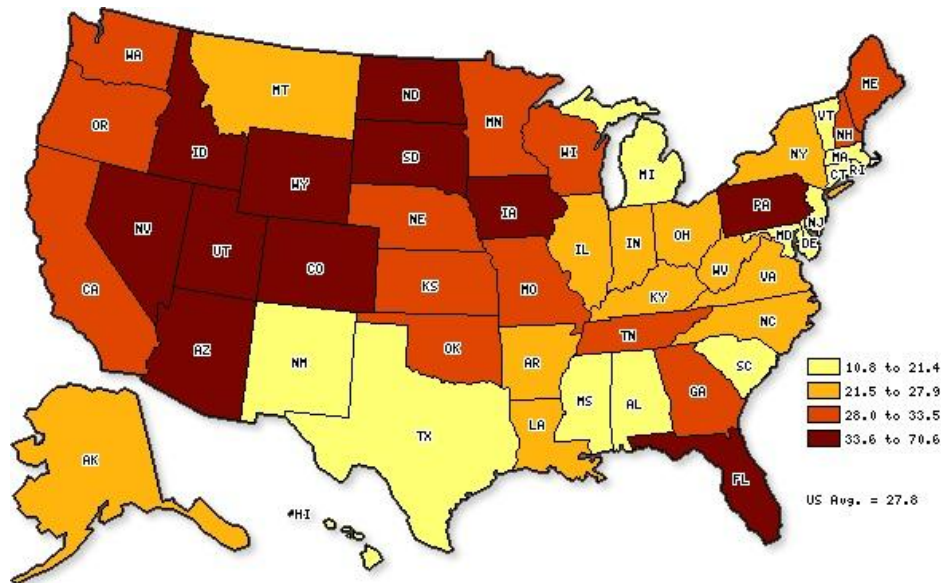 WA
MT
ND
MN
ME
VT
NH
OR
ID
SD
WI
NY
MA
CT
RI
WY
MI
IA
PA
NJ
NE
MD
DE
NV
UT
CO
IL
IN
OH
WV
VA
CA
KS
MO
KY
NC
TN
AZ
NM
OK
AR
SC
MS
AL
GA
TX
LA
AK
FL
#HI
10.8 to 21.4
21.5 to 27.9
28.0 to 33.5
33.6 to 70.6
US Avg. = 27.8